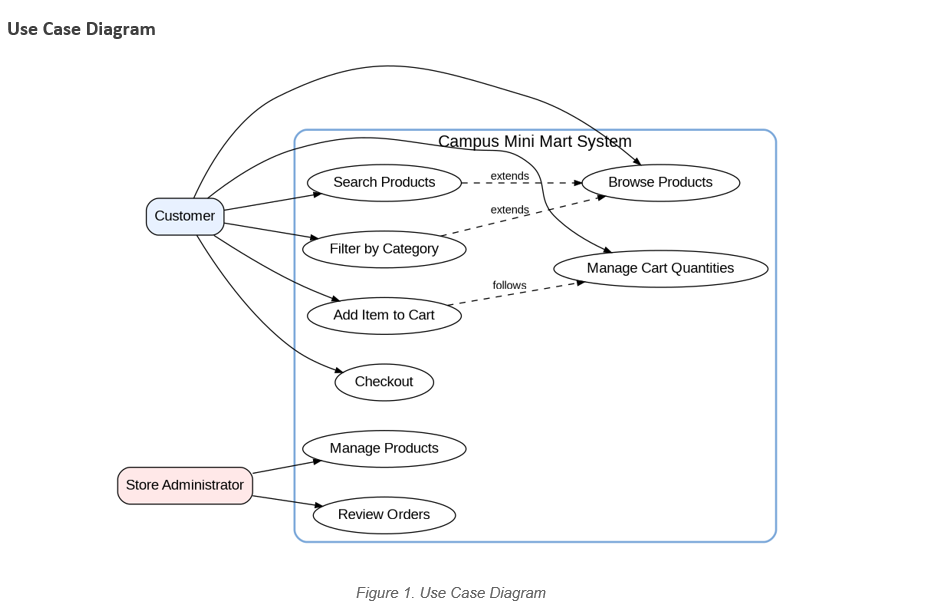 Use Case Diagram
Campus Mini Mart System
Search Products
extends
Browse Products
Customer
extends
Filter by Category
Manage Cart Quantities
follows
Add Item to Cart
Checkout
Manage Products
Store Administrator
Review Orders
Figure 1. Use Case Diagram